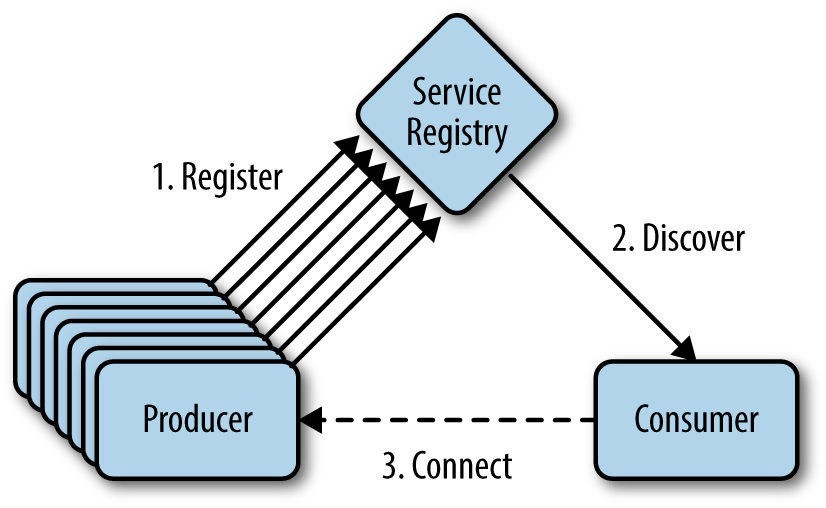 Service
Registry
1. Register
2. Discover
Producer
Consumer
3. Connect